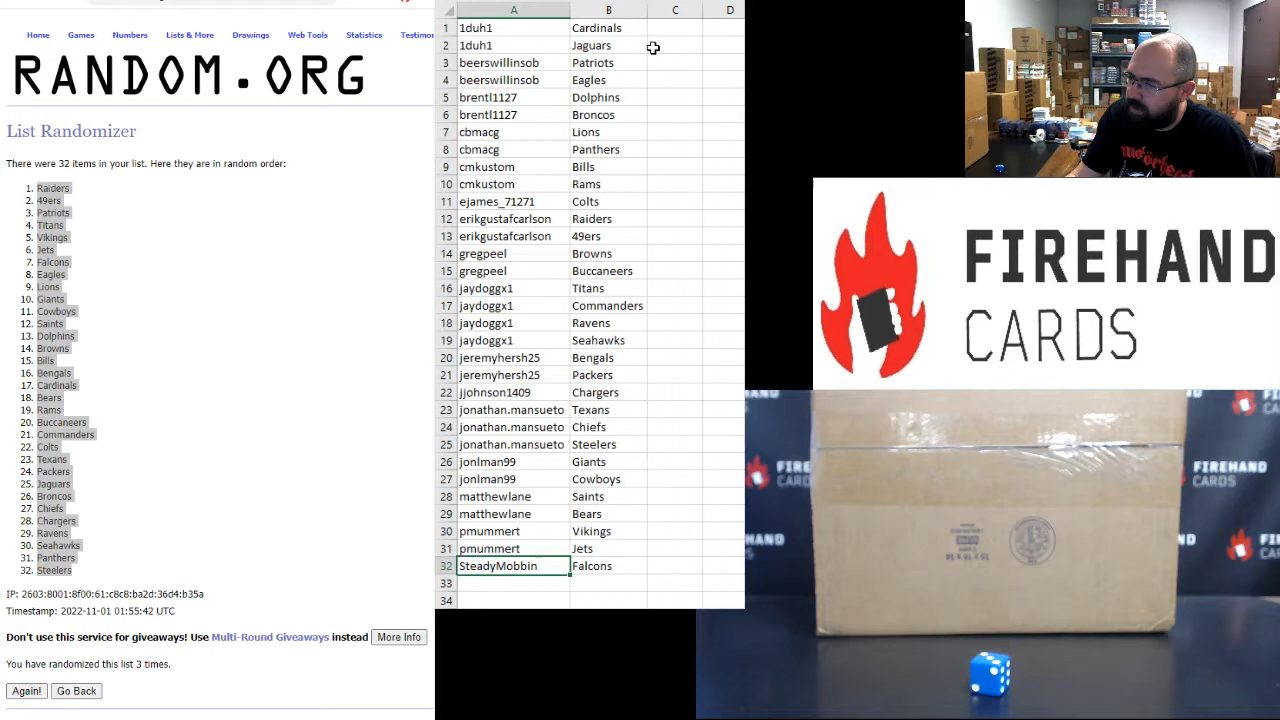 Home Games Numbers Lists & More Drawings Web Tools Statistics Testimon
RANDOM.ORG
List Randomizer
There were 32 items in your list. Here they are in random order:
1. Raiders
2. 49ers
3. Patriots
4. Titans
5. Vikings
6. Jets
7. Falcons
8. Eagles
9. Lions
10. Giants
11. Cowboys
12. Saints
13. Dolphins
14. Browns
15. Bills
16. Bengals
17. Cardinals
18. Bears
19. Rams
20. Buccaneers
21. Commanders
22. Colts
23. Texans
24. Packers
25. Jaguars
26. Broncos
27. Chiefs
28. Chargers
29. Ravens
30. Seahawks
31. Panthers
32. Steelers
IP: 2603:8001:8f00:61:c8c8:ba2d:36d4:b35a
Timestamp: 2022-11-01 01:55:42 UTC
Don't use this service for giveaways! Use Multi-Round Giveaways instead More Info
You have randomized this list 3 times.
Again! Go Back
A B C D
1 1duh1 Cardinals
2 1duh1 Jaguars
3 beerswillinsob Patriots
4 beerswillinsob Eagles
5 brentl1127 Dolphins
6 brentl1127 Broncos
7 cbmacg Lions
8 cbmacg Panthers
9 cmkustom Bills
10 cmkustom Rams
11 ejames_71271 Colts
12 erikgustafcarlson Raiders
13 erikgustafcarlson 49ers
14 gregpeel Browns
15 gregpeel Buccaneers
16 jaydoggx1 Titans
17 jaydoggx1 Commanders
18 jaydoggx1 Ravens
19 jaydoggx1 Seahawks
20 jeremyhersh25 Bengals
21 jeremyhersh25 Packers
22 jjohnson1409 Chargers
23 jonathan.mansueto Texans
24 jonathan.mansueto Chiefs
25 jonathan.mansueto Steelers
26 jonlman99 Giants
27 jonlman99 Cowboys
28 matthewlane Saints
29 matthewlane Bears
30 pmummert Vikings
31 pmummert Jets
32 SteadyMobbin Falcons
33
34
motörhead
FIREHAND
CARDS
FIREHAND
CARDS
FIREH
CARDS